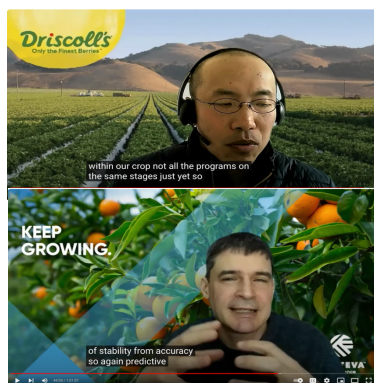 Driscoll's
Only the Finest Berries™
within our crop not all the programs on
the same stages just yet so
KEEP
GROWING.
of stability from accuracy
so again predictive